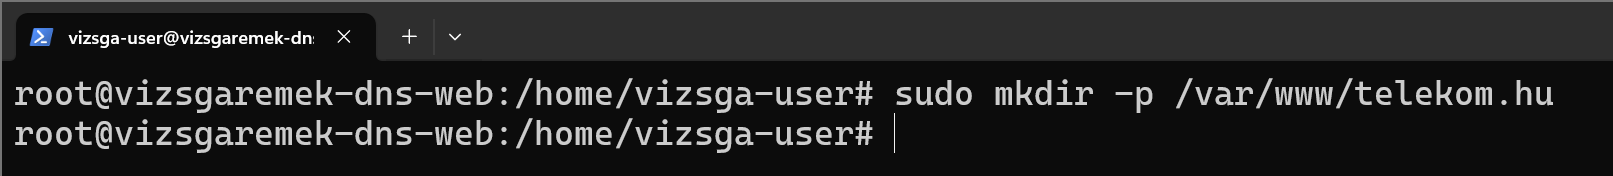 vizsga-user@vizsgaremek-dn
root@vizsgaremek-dns-web:/home/vizsga-user# sudo mkdir -p /var/www/telekom.hu
root@vizsgaremek-dns-web:/home/vizsga-user#